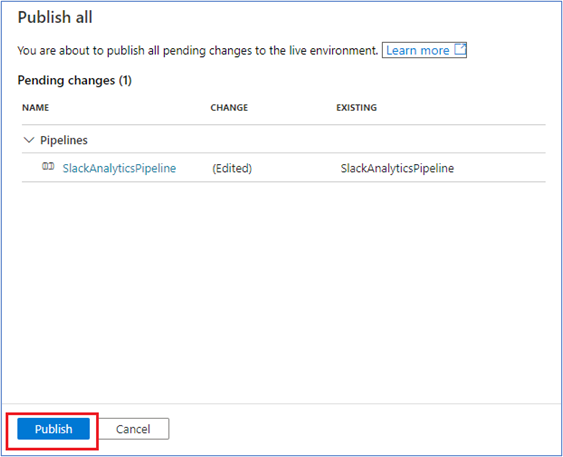 Publish all
You are about to publish all pending changes to the live environment. Learn more
Pending changes (1)
NAME CHANGE EXISTING
Pipelines
SlackAnalyticsPipeline (Edited) SlackAnalyticsPipeline
Publish Cancel